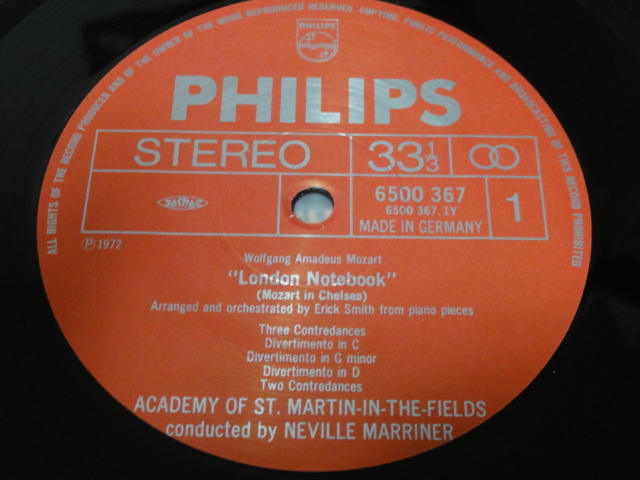 ALL RIGHTS OF THE RECORD PRODUCER AND OF THE OWNER OF THE WORK REPRODUCED RESERVED. COPYING, PUBLIC PERFORMANCE AND BROADCASTING OF THIS RECORD PROHIBITED
PHILIPS
PHILIPS
STEREO 33 1/3
6500 367
6500 367.1Y
MADE IN GERMANY
1
℗ 1972
Wolfgang Amadeus Mozart
"London Notebook"
(Mozart in Chelsea)
Arranged and orchestrated by Erick Smith from piano pieces
Three Contredances
Divertimento in C
Divertimento in G minor
Divertimento in D
Two Contredances
ACADEMY OF ST. MARTIN-IN-THE-FIELDS
conducted by NEVILLE MARRINER